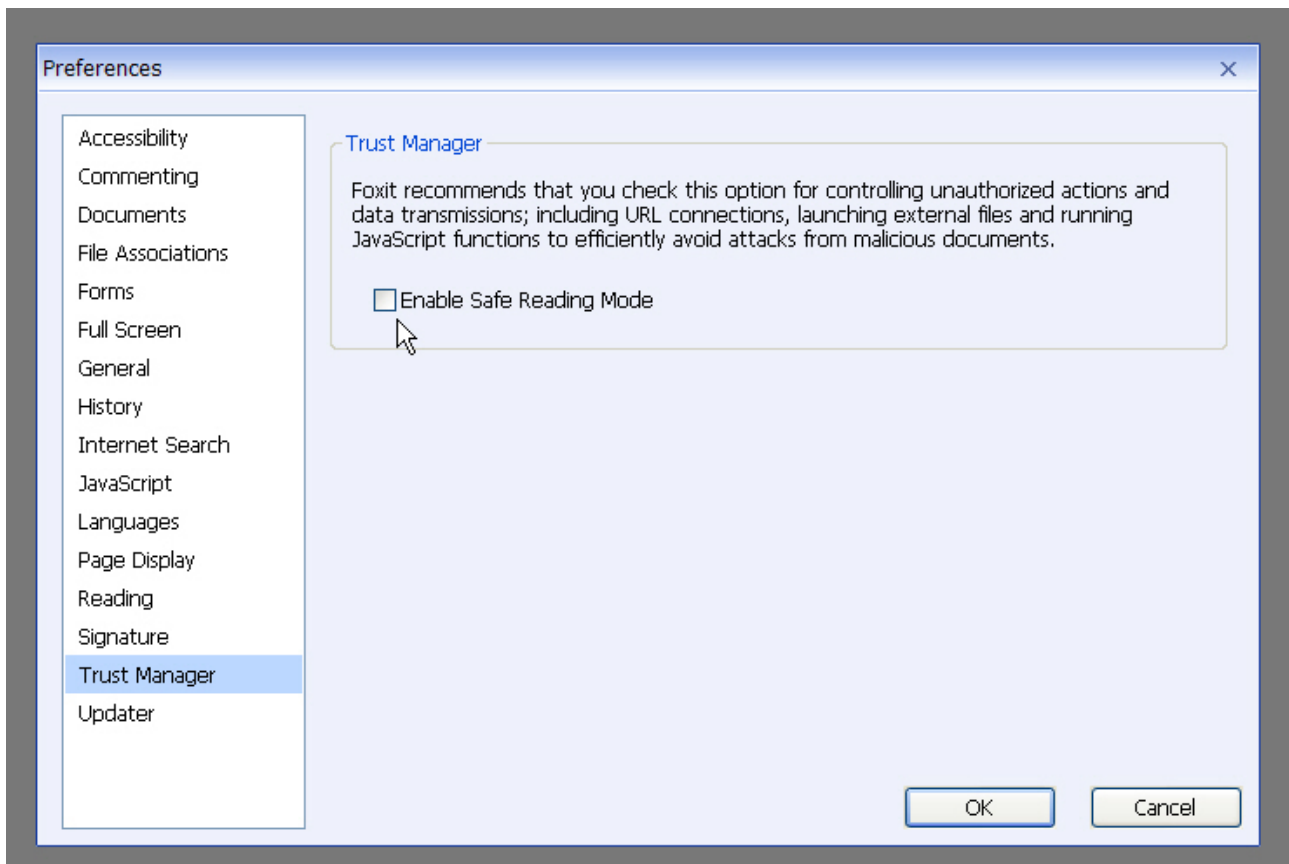 Preferences
Accessibility
Commenting
Documents
File Associations
Forms
Full Screen
General
History
Internet Search
JavaScript
Languages
Page Display
Reading
Signature
Trust Manager
Updater
Trust Manager
Foxit recommends that you check this option for controlling unauthorized actions and
data transmissions; including URL connections, launching external files and running
JavaScript functions to efficiently avoid attacks from malicious documents.
Enable Safe Reading Mode
OK
Cancel